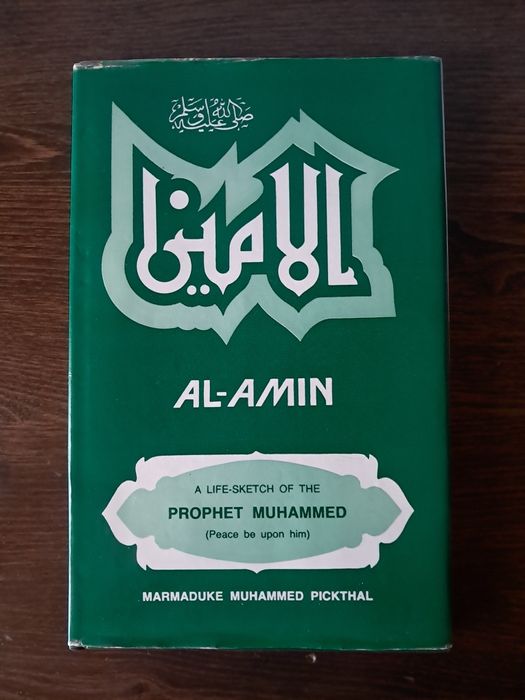 صلى الله عليه وسلم
الامين
AL-AMIN
A LIFE-SKETCH OF THE
PROPHET MUHAMMED
(Peace be upon him)
MARMADUKE MUHAMMED PICKTHAL